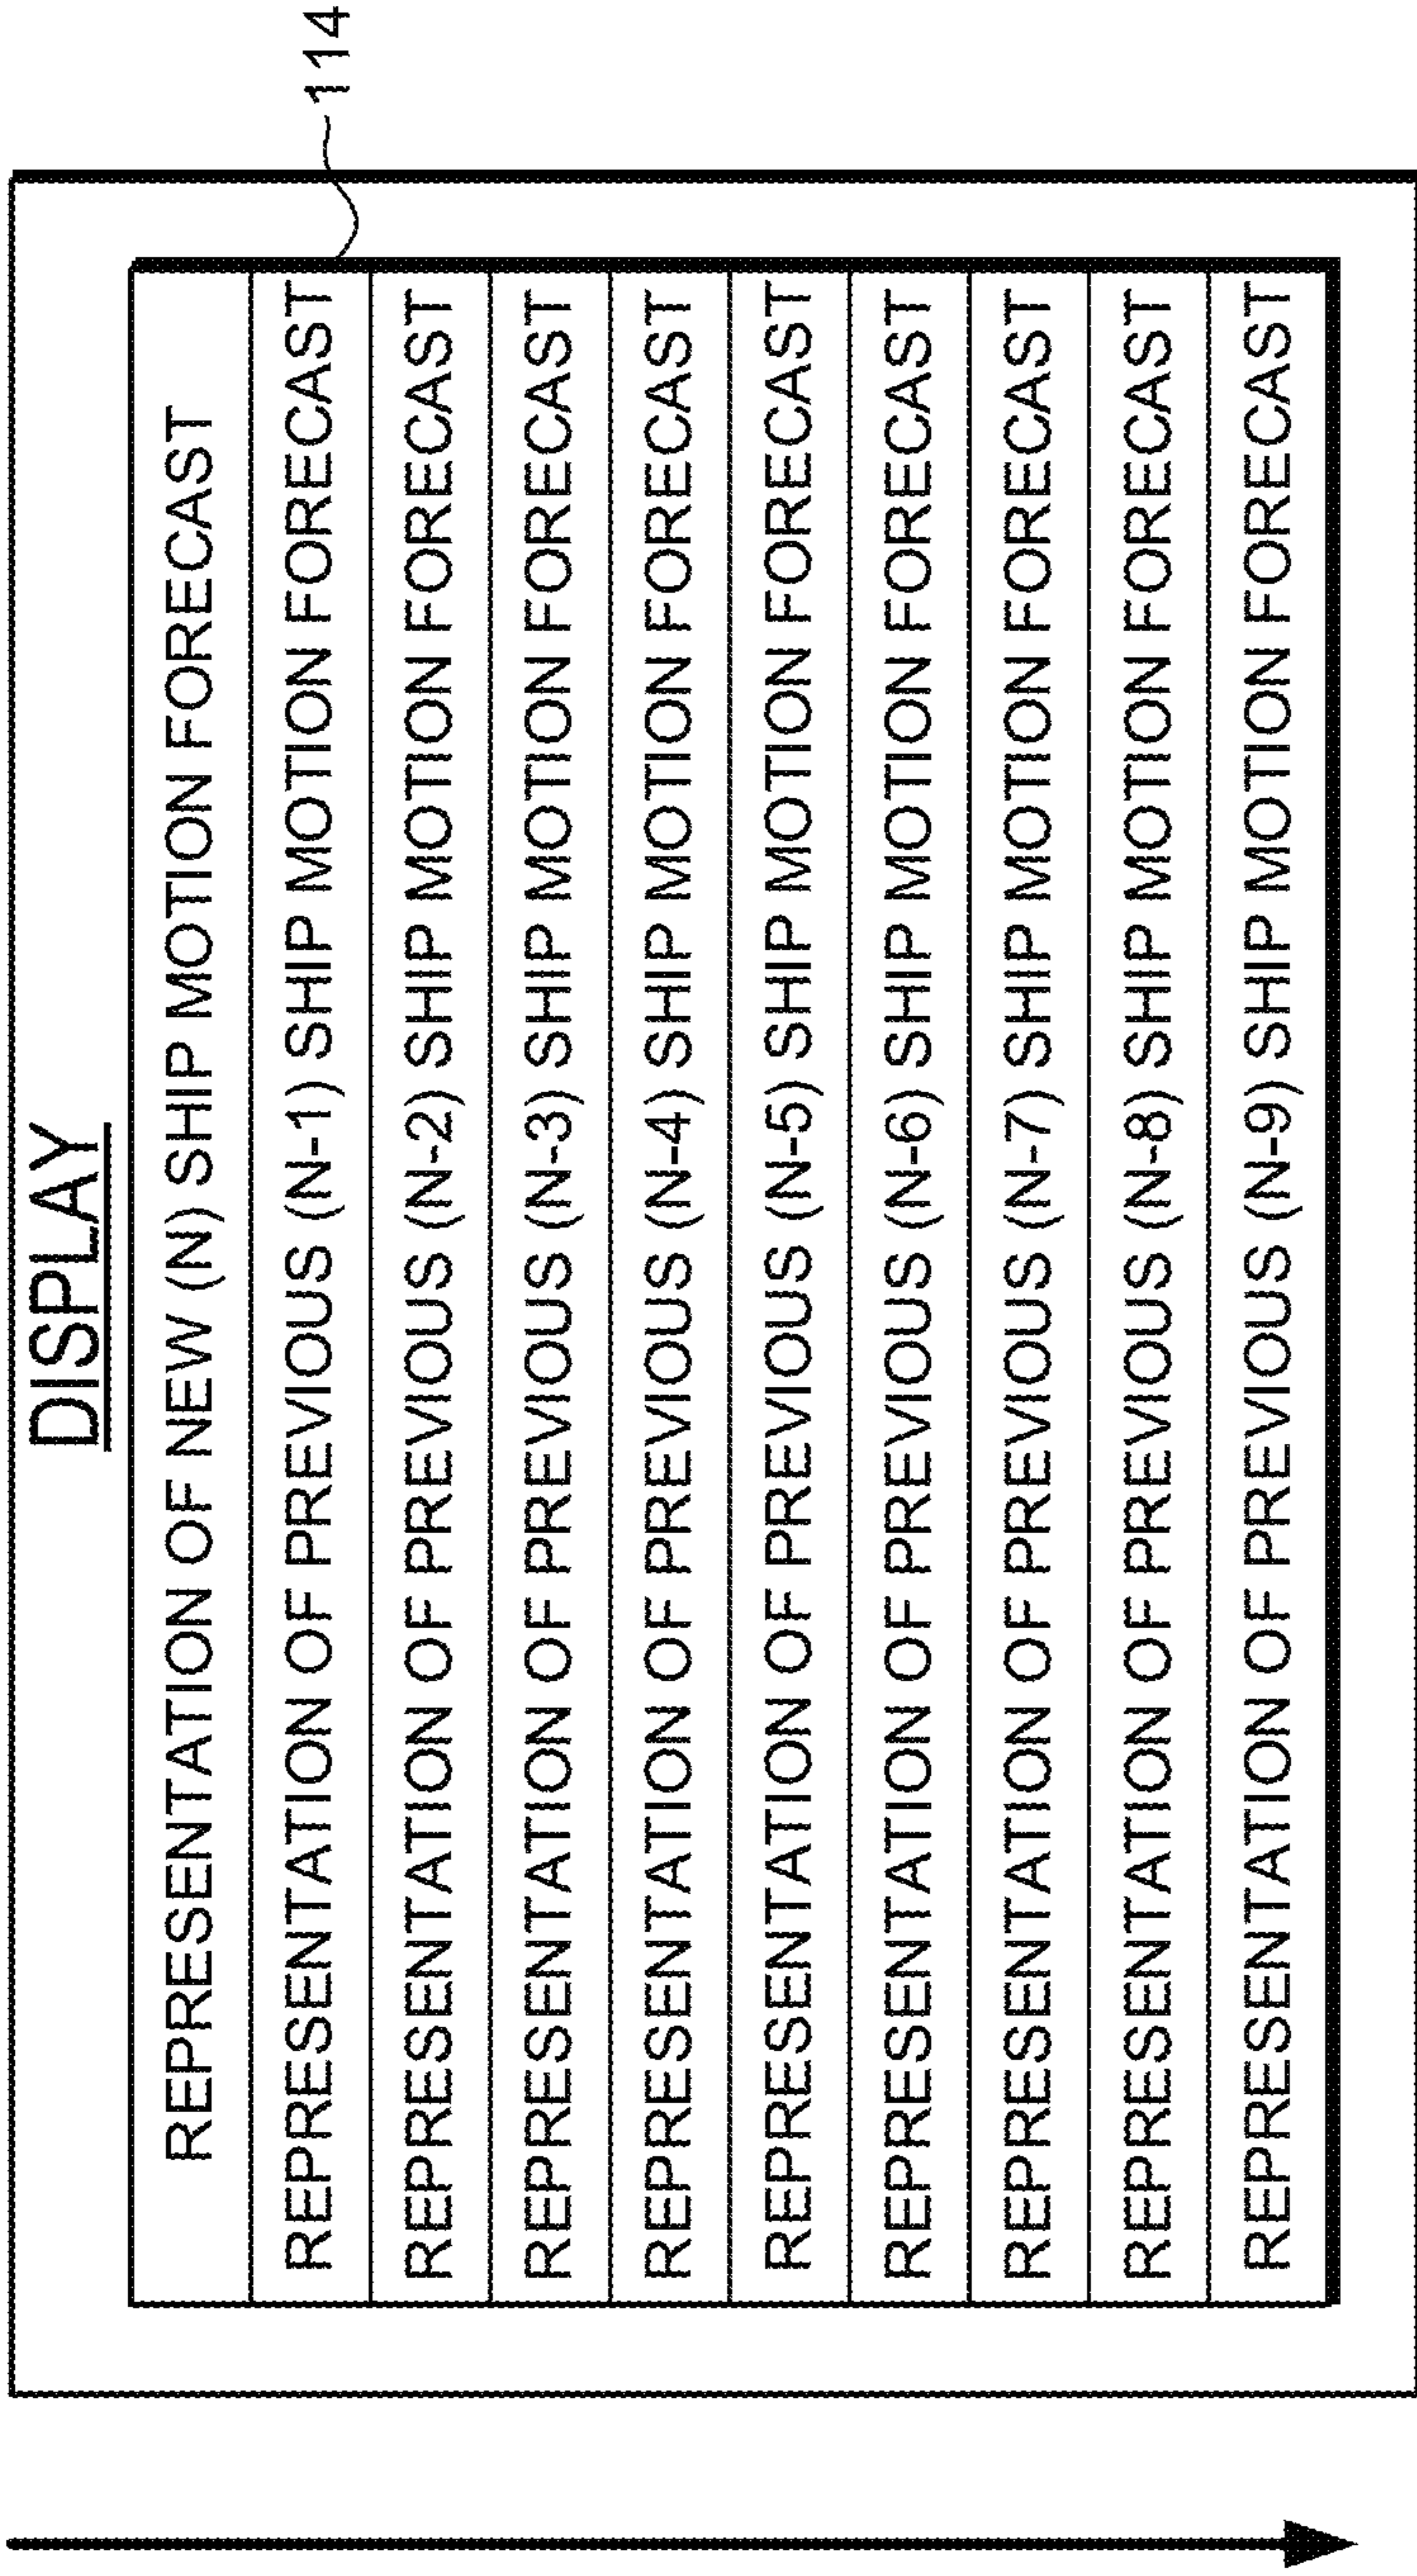 DISPLAY
REPRESENTATION OF NEW (N) SHIP MOTION FORECAST
REPRESENTATION OF PREVIOUS (N-1) SHIP MOTION FORECAST
REPRESENTATION OF PREVIOUS (N-2) SHIP MOTION FORECAST
REPRESENTATION OF PREVIOUS (N-3) SHIP MOTION FORECAST
REPRESENTATION OF PREVIOUS (N-4) SHIP MOTION FORECAST
REPRESENTATION OF PREVIOUS (N-5) SHIP MOTION FORECAST
REPRESENTATION OF PREVIOUS (N-6) SHIP MOTION FORECAST
REPRESENTATION OF PREVIOUS (N-7) SHIP MOTION FORECAST
REPRESENTATION OF PREVIOUS (N-8) SHIP MOTION FORECAST
REPRESENTATION OF PREVIOUS (N-9) SHIP MOTION FORECAST
114